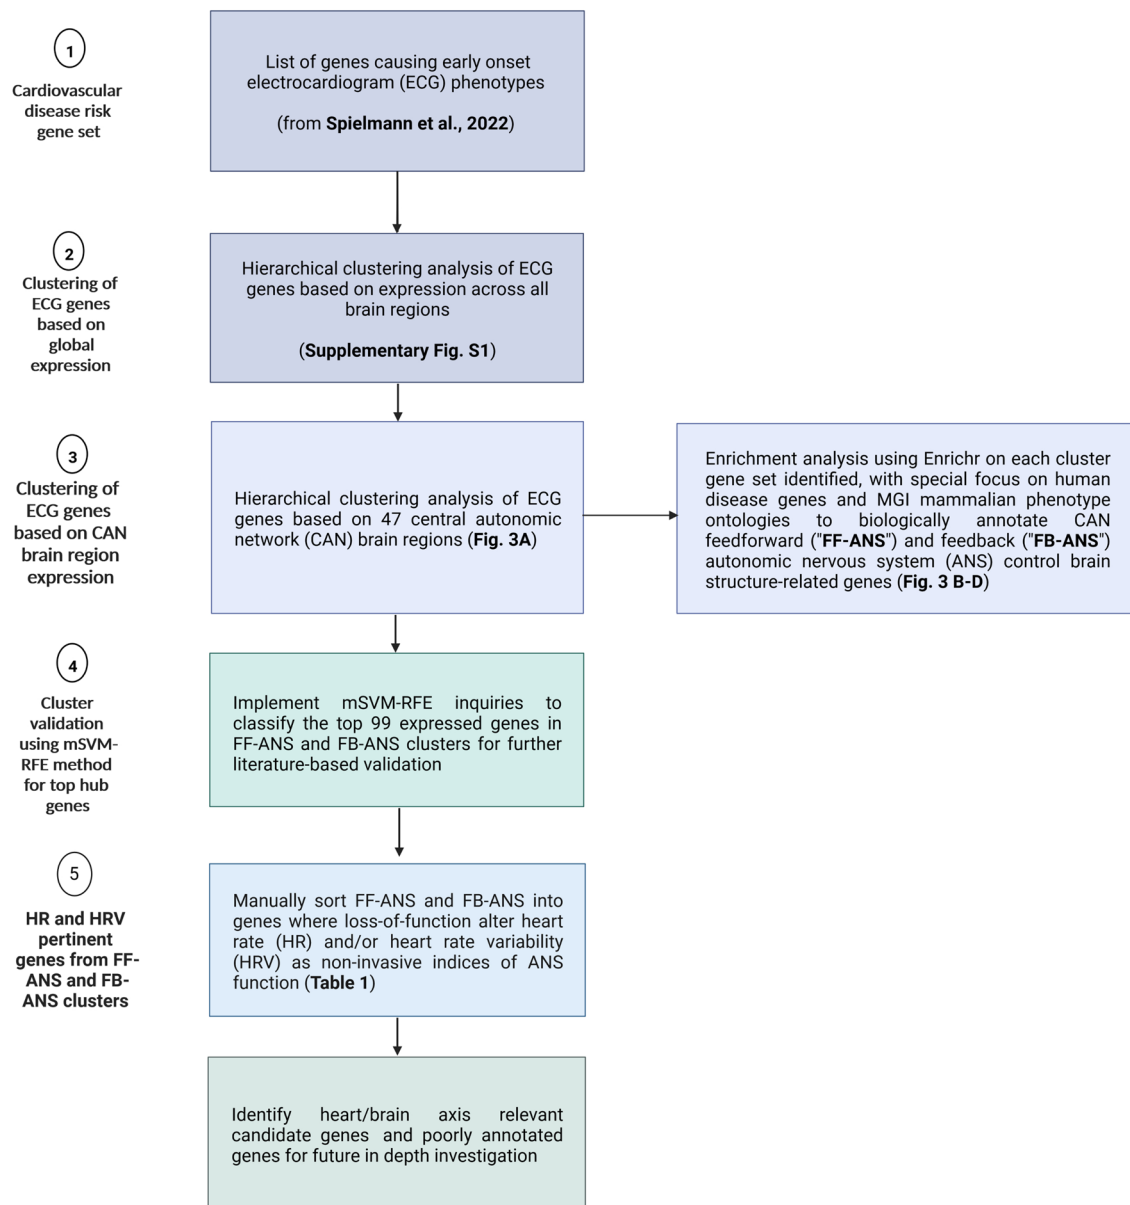 1
Cardiovascular
disease risk
gene set
List of genes causing early onset
electrocardiogram (ECG) phenotypes
(from Spielmann et al., 2022)
2
Clustering of
ECG genes
based on
global
expression
Hierarchical clustering analysis of ECG
genes based on expression across all
brain regions
(Supplementary Fig. S1)
3
Clustering of
ECG genes
based on CAN
brain region
expression
Hierarchical clustering analysis of ECG
genes based on 47 central autonomic
network (CAN) brain regions (Fig. 3A)
Enrichment analysis using Enrichr on each cluster
gene set identified, with special focus on human
disease genes and MGI mammalian phenotype
ontologies to biologically annotate CAN
feedforward ("FF-ANS") and feedback ("FB-ANS")
autonomic nervous system (ANS) control brain
structure-related genes (Fig. 3 B-D)
4
Cluster
validation
using mSVM-
RFE method
for top hub
genes
Implement mSVM-RFE inquiries to
classify the top 99 expressed genes in
FF-ANS and FB-ANS clusters for further
literature-based validation
5
HR and HRV
pertinent
genes from FF-
ANS and FB-
ANS clusters
Manually sort FF-ANS and FB-ANS into
genes where loss-of-function alter heart
rate (HR) and/or heart rate variability
(HRV) as non-invasive indices of ANS
function (Table 1)
Identify heart/brain axis relevant
candidate genes and poorly annotated
genes for future in depth investigation